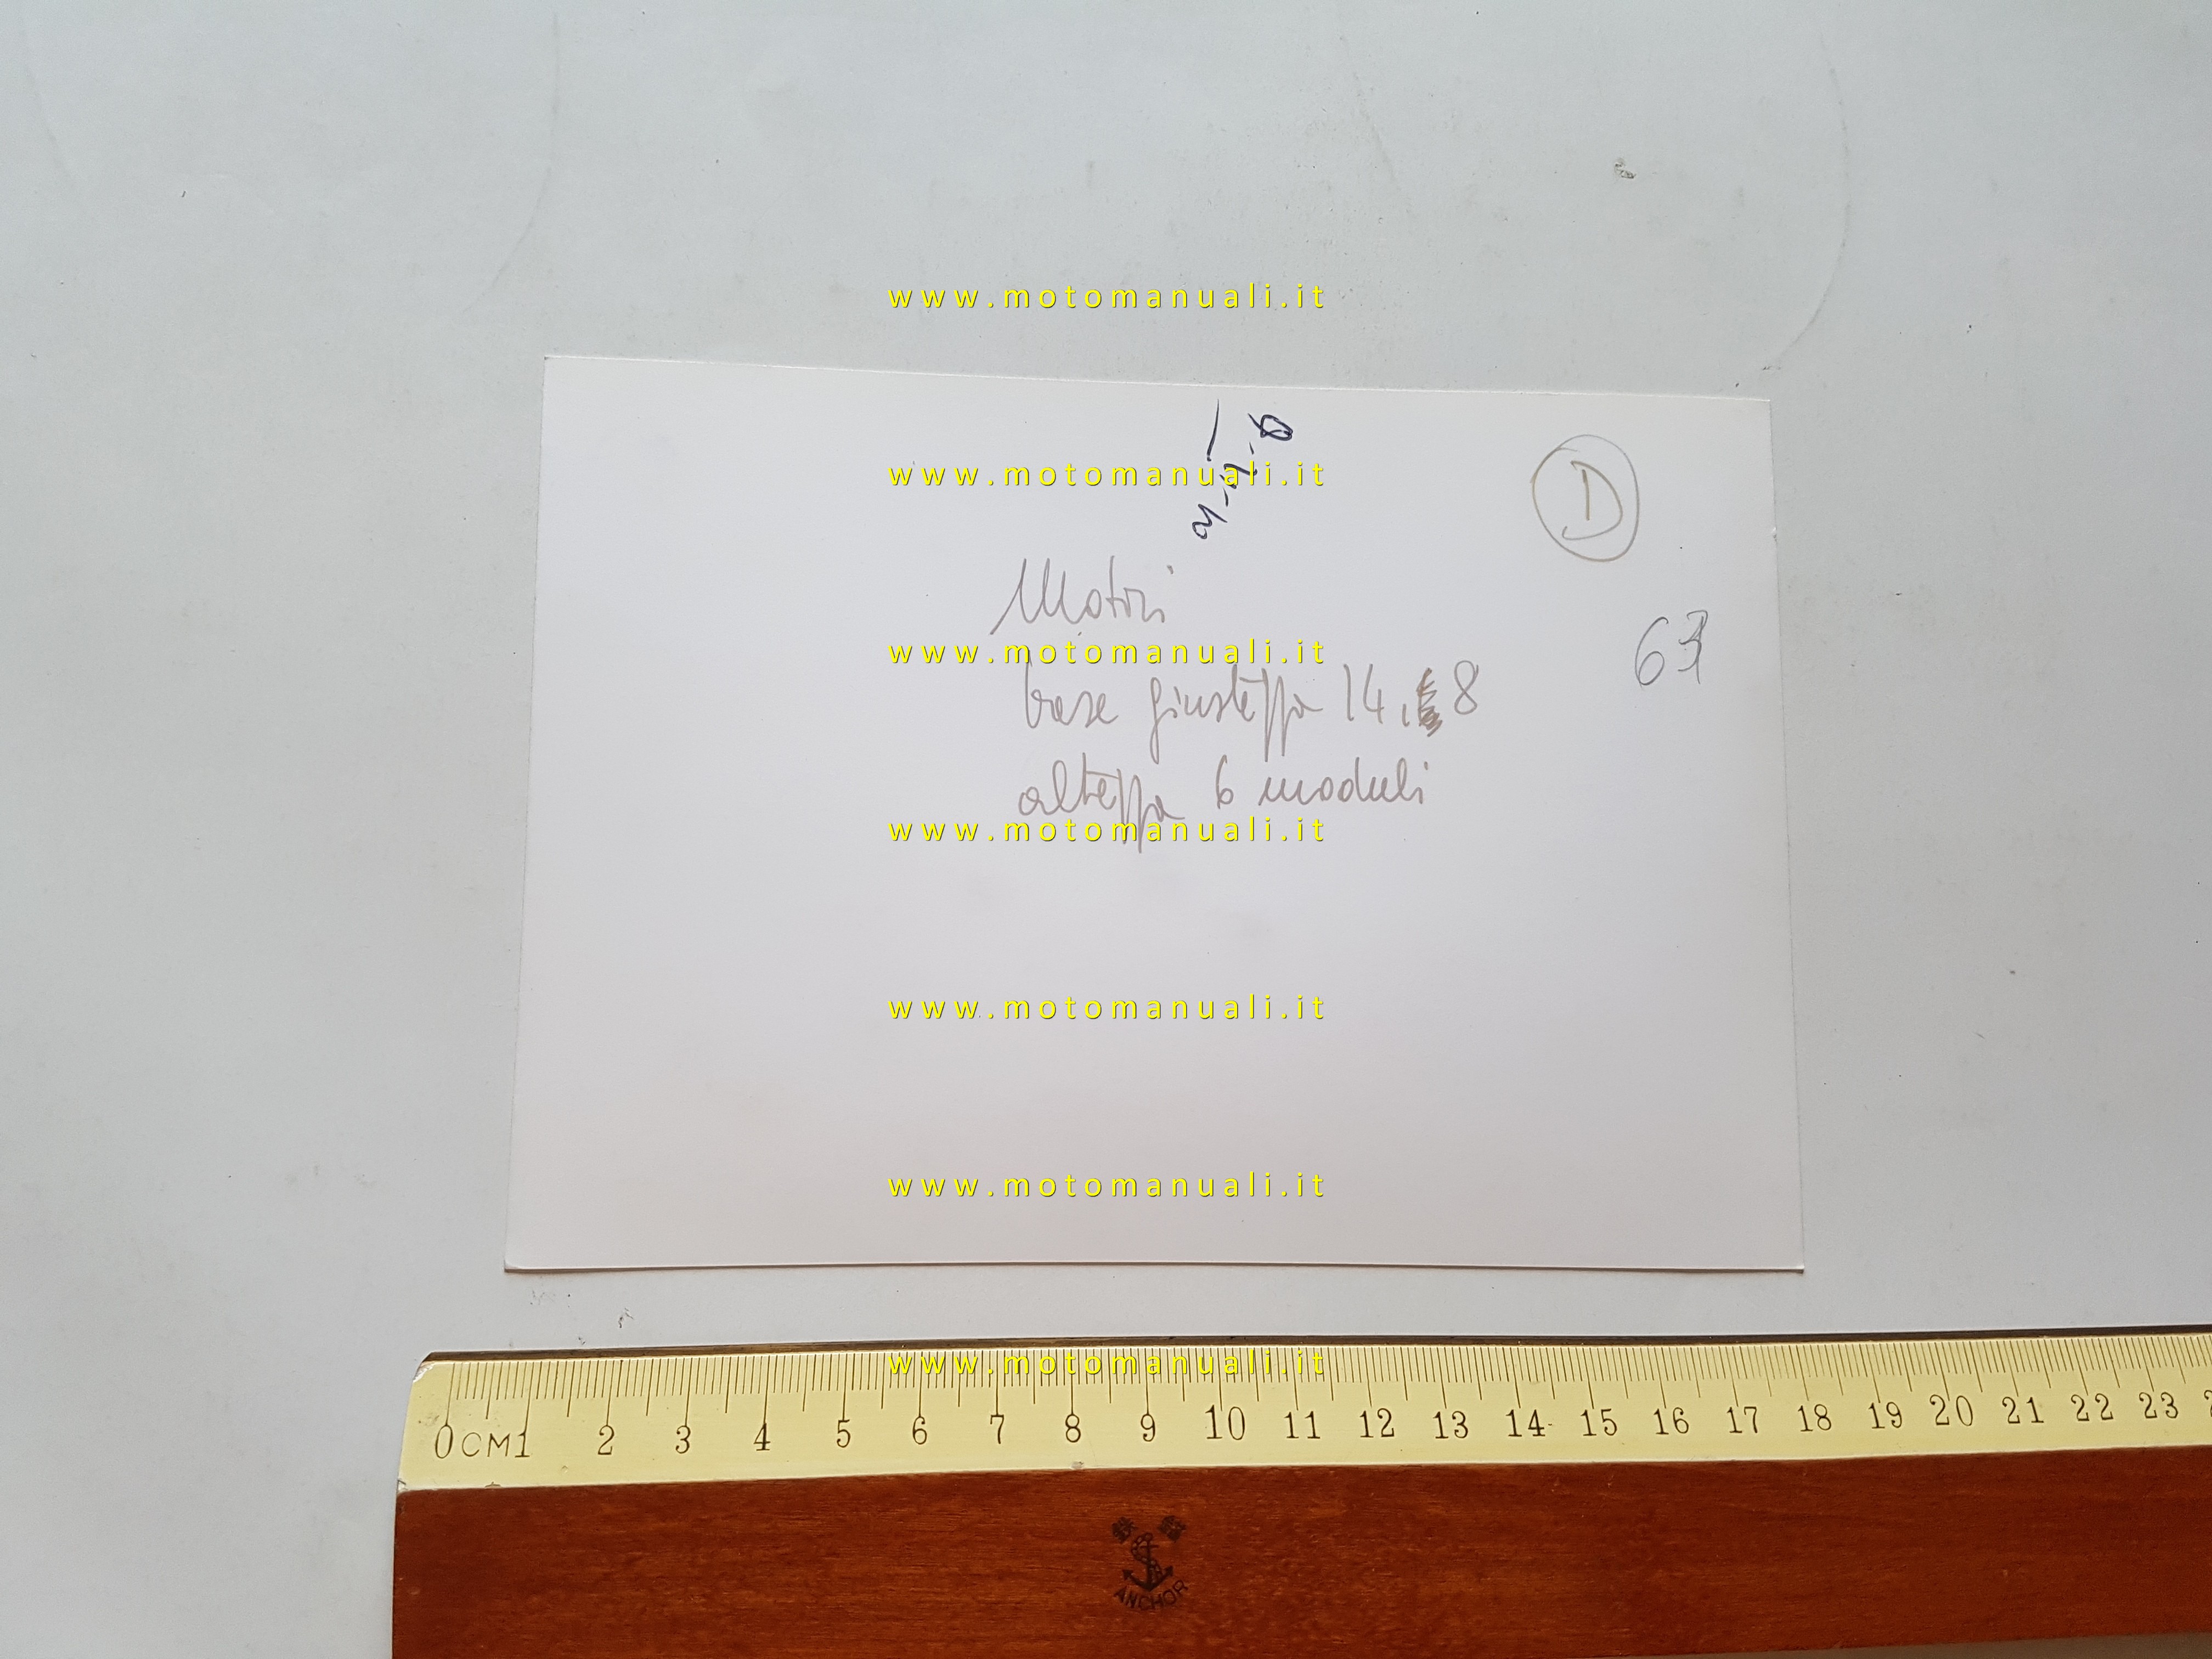 www.motomanuali.it
www.motomanuali.it
D
Motori
63
www.motomanuali.it
base giustezza 14,8
altezza 6 moduli
www.motomanuali.it
www.motomanuali.it
www.motomanuali.it
www.motomanuali.it
0 CM 1 2 3 4 5 6 7 8 9 10 11 12 13 14 15 16 17 18 19 20 21 22 23
ANCHOR